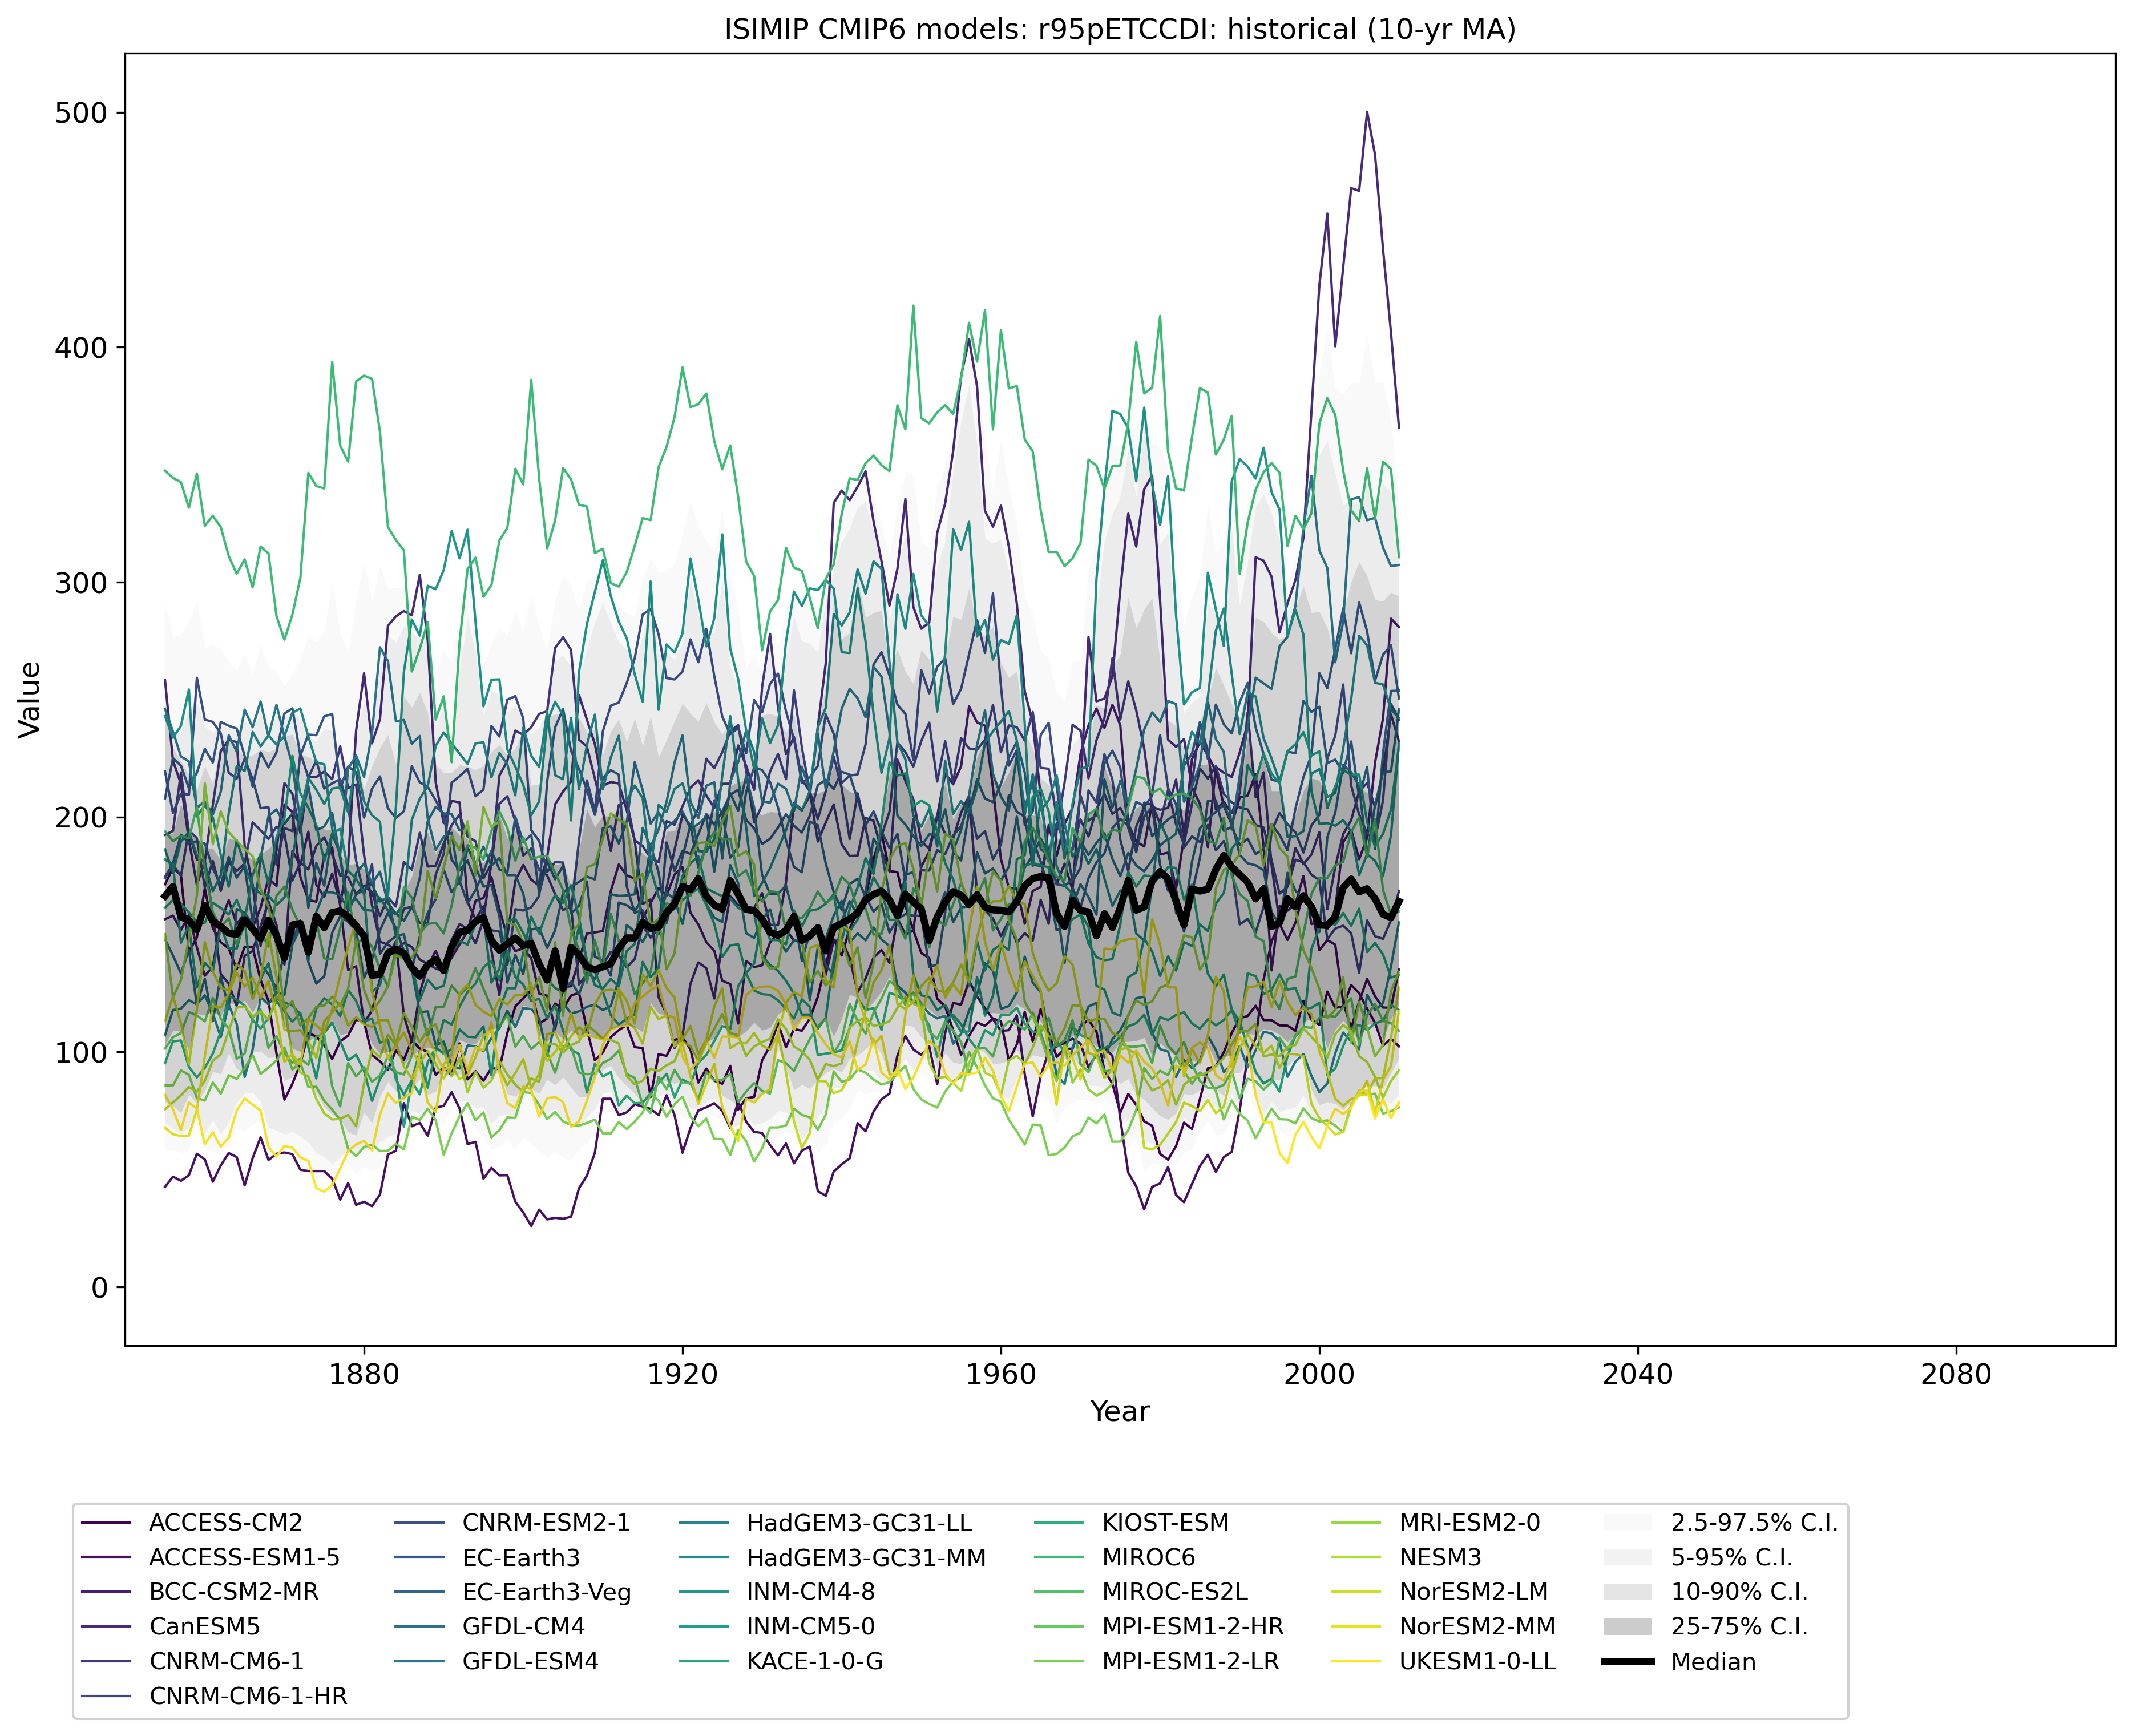 ISIMIP CMIP6 models: r95pETCCDI: historical (10-yr MA)
500
400
300
200
100
0
Value
1880 1920 1960 2000 2040 2080
Year
ACCESS-CM2
ACCESS-ESM1-5
BCC-CSM2-MR
CanESM5
CNRM-CM6-1
CNRM-CM6-1-HR
CNRM-ESM2-1
EC-Earth3
EC-Earth3-Veg
GFDL-CM4
GFDL-ESM4
HadGEM3-GC31-LL
HadGEM3-GC31-MM
INM-CM4-8
INM-CM5-0
KACE-1-0-G
KIOST-ESM
MIROC6
MIROC-ES2L
MPI-ESM1-2-HR
MPI-ESM1-2-LR
MRI-ESM2-0
NESM3
NorESM2-LM
NorESM2-MM
UKESM1-0-LL
2.5-97.5% C.I.
5-95% C.I.
10-90% C.I.
25-75% C.I.
Median